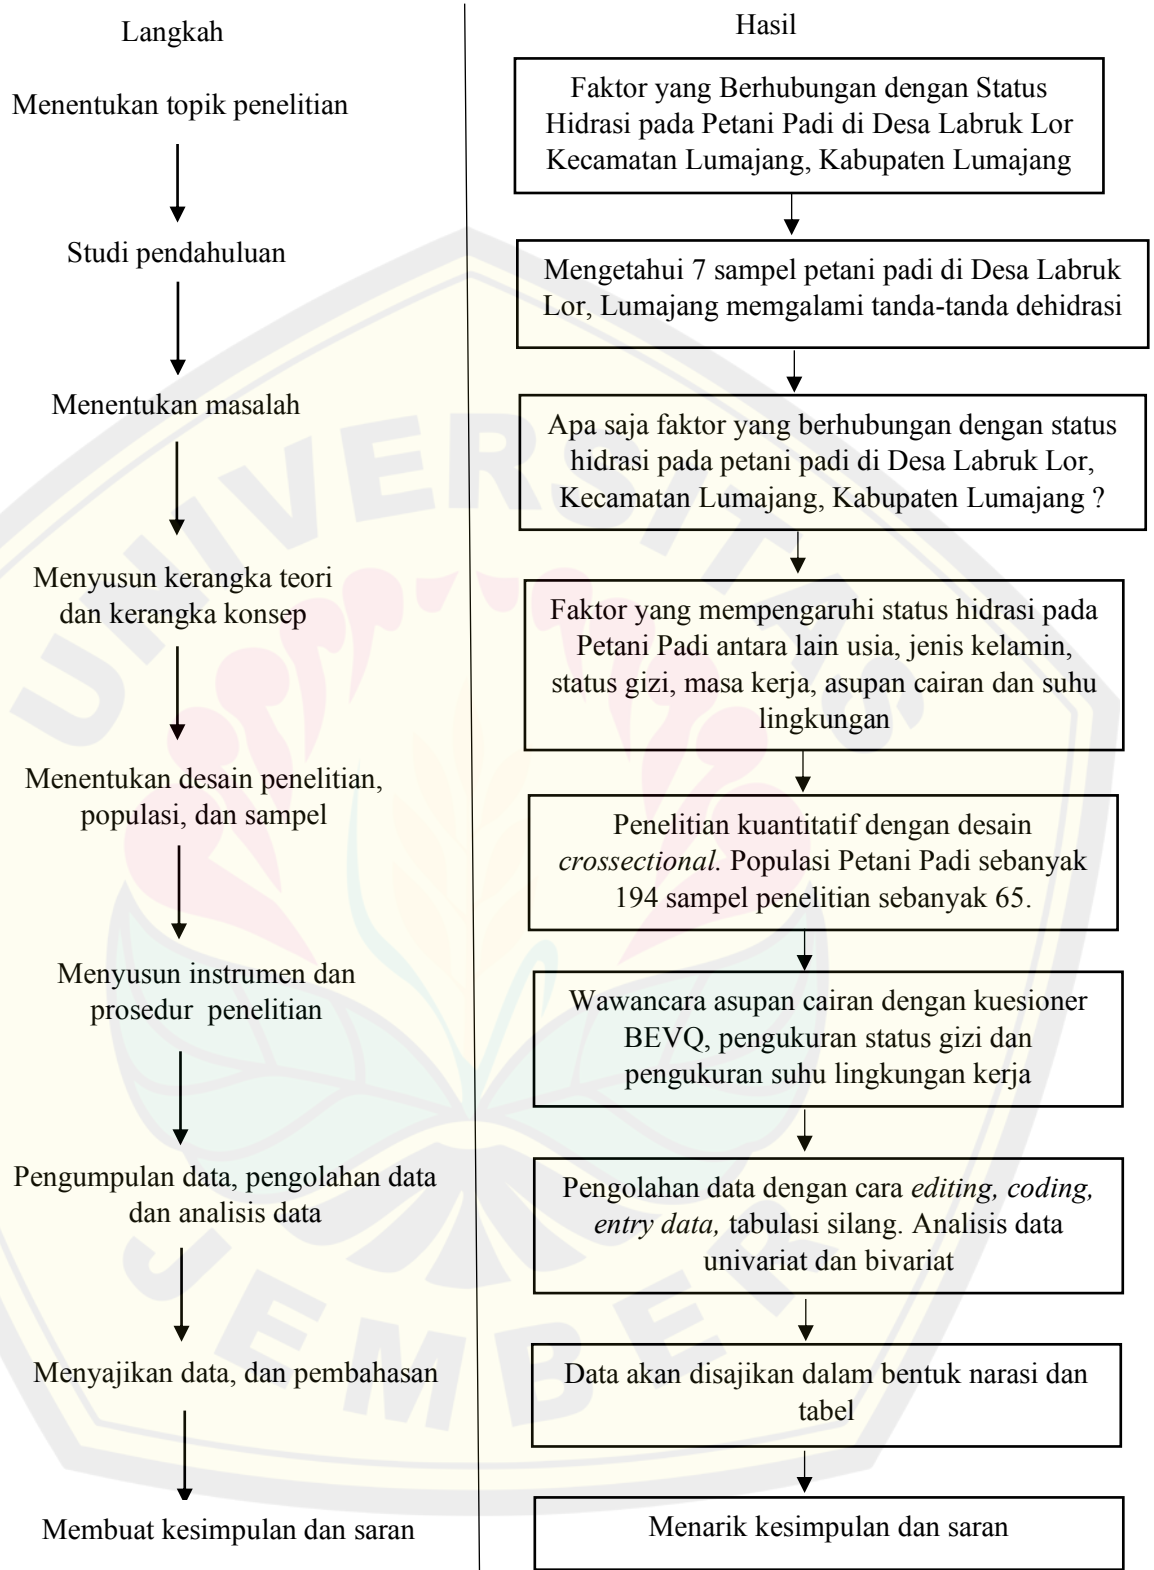 Langkah
Hasil
Menentukan topik penelitian
Faktor yang Berhubungan dengan Status
Hidrasi pada Petani Padi di Desa Labruk Lor
Kecamatan Lumajang, Kabupaten Lumajang
Studi pendahuluan
Mengetahui 7 sampel petani padi di Desa Labruk
Lor, Lumajang memgalami tanda-tanda dehidrasi
Menentukan masalah
Apa saja faktor yang berhubungan dengan status
hidrasi pada petani padi di Desa Labruk Lor,
Kecamatan Lumajang, Kabupaten Lumajang ?
Menyusun kerangka teori
dan kerangka konsep
Faktor yang mempengaruhi status hidrasi pada
Petani Padi antara lain usia, jenis kelamin,
status gizi, masa kerja, asupan cairan dan suhu
lingkungan
Menentukan desain penelitian,
populasi, dan sampel
Penelitian kuantitatif dengan desain
crossectional. Populasi Petani Padi sebanyak
194 sampel penelitian sebanyak 65.
Menyusun instrumen dan
prosedur penelitian
Wawancara asupan cairan dengan kuesioner
BEVQ, pengukuran status gizi dan
pengukuran suhu lingkungan kerja
Pengumpulan data, pengolahan data
dan analisis data
Pengolahan data dengan cara editing, coding,
entry data, tabulasi silang. Analisis data
univariat dan bivariat
Menyajikan data, dan pembahasan
Data akan disajikan dalam bentuk narasi dan
tabel
Membuat kesimpulan dan saran
Menarik kesimpulan dan saran
UNIVERSITAS
JEMBER